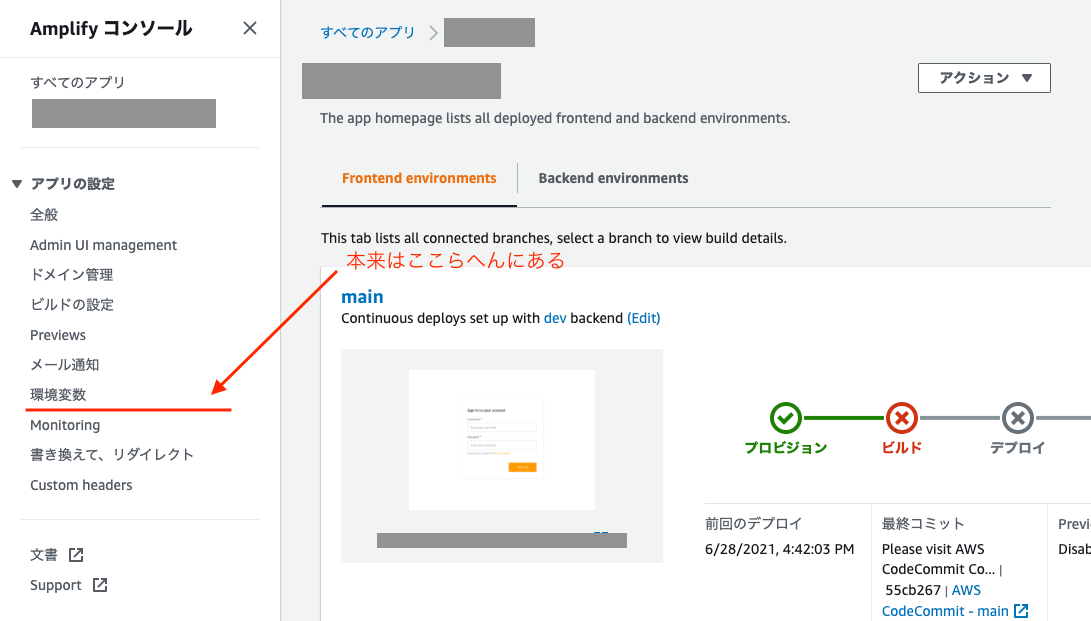 Amplify コンソール
すべてのアプリ
アプリの設定
全般
Admin UI management
ドメイン管理
ビルドの設定
Previews
メール通知
環境変数
Monitoring
書き換えて、リダイレクト
Custom headers
文書
Support
すべてのアプリ
アクション
The app homepage lists all deployed frontend and backend environments.
Frontend environments
Backend environments
This tab lists all connected branches, select a branch to view build details.
本来はここらへんにある
main
Continuous deploys set up with dev backend (Edit)
Sign in to your account
プロビジョン
ビルド
デプロイ
前回のデプロイ
6/28/2021, 4:42:03 PM
最終コミット
Please visit AWS
CodeCommit Co... |
55cb267 | AWS
CodeCommit - main
Previ
Disab